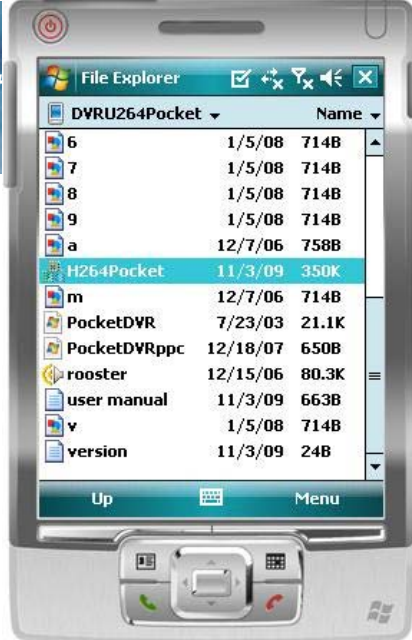 File Explorer
DVRU264Pocket Name
6 1/5/08 714B
7 1/5/08 714B
8 1/5/08 714B
9 1/5/08 714B
a 12/7/06 758B
H264Pocket 11/3/09 350K
m 12/7/06 714B
PocketDVR 7/23/03 21.1K
PocketDVRppc 12/18/07 650B
rooster 12/15/06 80.3K
user manual 11/3/09 663B
v 1/5/08 714B
version 11/3/09 24B
Up Menu